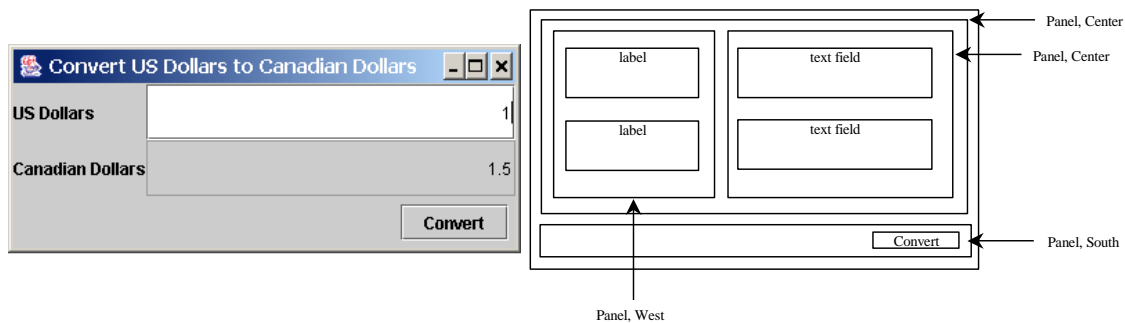 Convert US Dollars to Canadian Dollars
US Dollars
1
Canadian Dollars
1.5
Convert
Panel, Center
label
text field
Panel, Center
label
text field
Convert
Panel, South
Panel, West